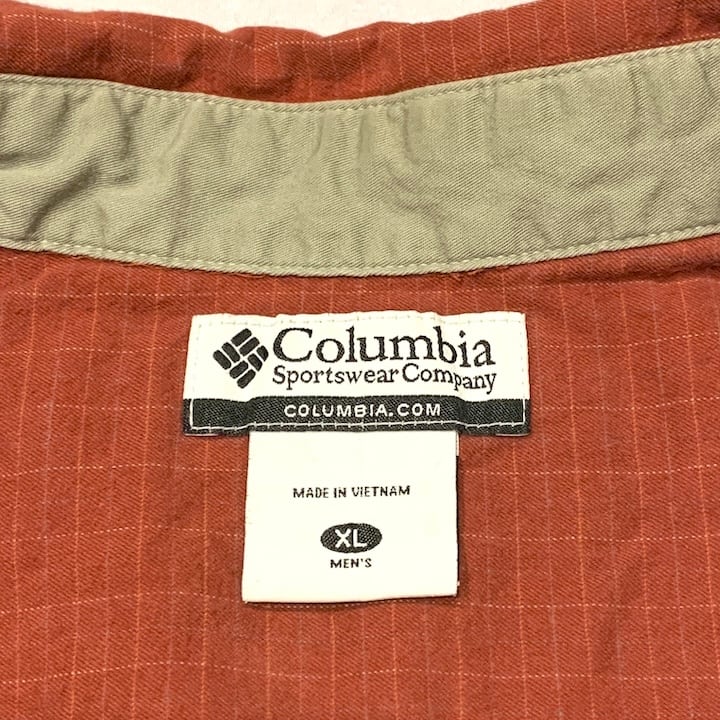 Columbia
Sportswear Company
COLUMBIA.COM
MADE IN VIETNAM
XL
MEN'S